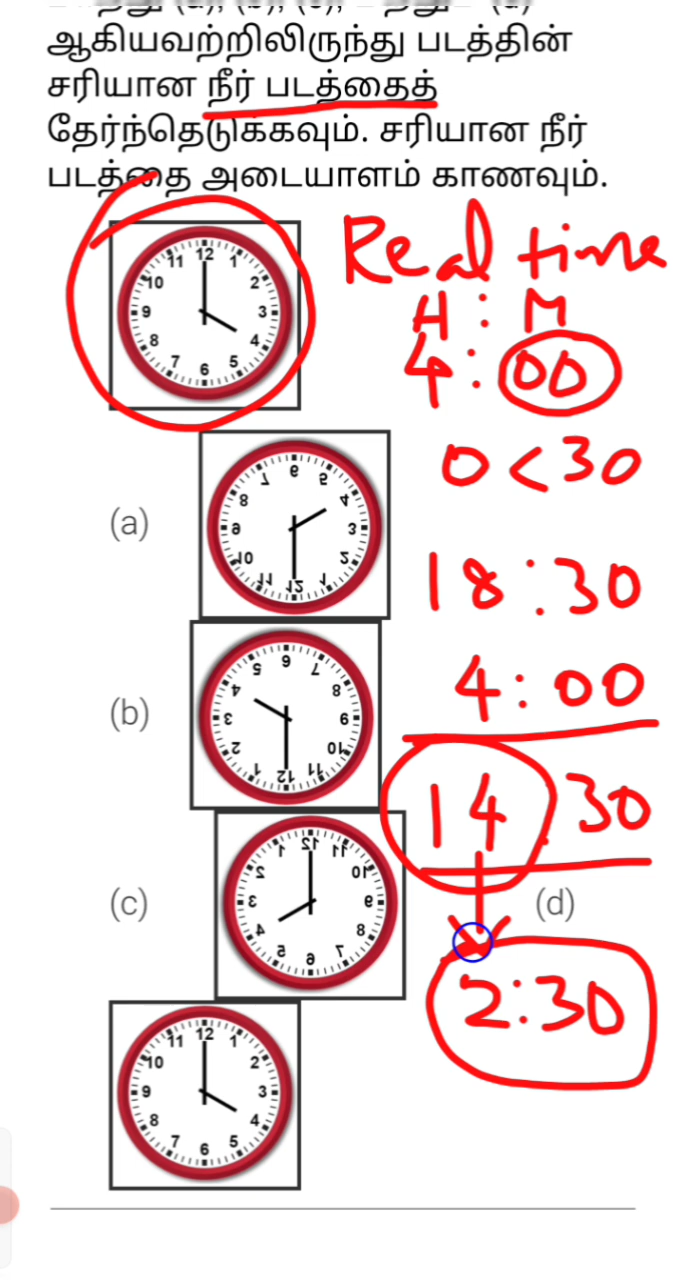 ஆகியவற்றிலிருந்து படத்தின்
சரியான நீர் படத்தைத்
தேர்ந்தெடுக்கவும். சரியான நீர்
படத்தை அடையாளம் காணவும்.
Real time
H : M
4 : 00
0 < 30
(a)
18:30
(b)
4:00
14:30
(c)
(d)
2:30